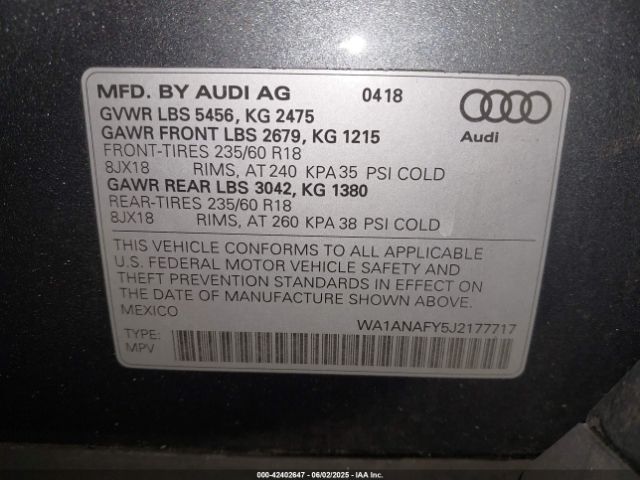 MFD. BY AUDI AG 0418
GVWR LBS 5456, KG 2475
GAWR FRONT LBS 2679, KG 1215
Audi
FRONT-TIRES 235/60 R18
8JX18 RIMS, AT 240 KPA 35 PSI COLD
GAWR REAR LBS 3042, KG 1380
REAR-TIRES 235/60 R18
8JX18 RIMS, AT 260 KPA 38 PSI COLD
THIS VEHICLE CONFORMS TO ALL APPLICABLE
U.S. FEDERAL MOTOR VEHICLE SAFETY AND
THEFT PREVENTION STANDARDS IN EFFECT ON
THE DATE OF MANUFACTURE SHOWN ABOVE.
MEXICO
WA1ANAFY5J2177717
TYPE:
MPV
000-42402647 - 06/02/2025 - IAA Inc.